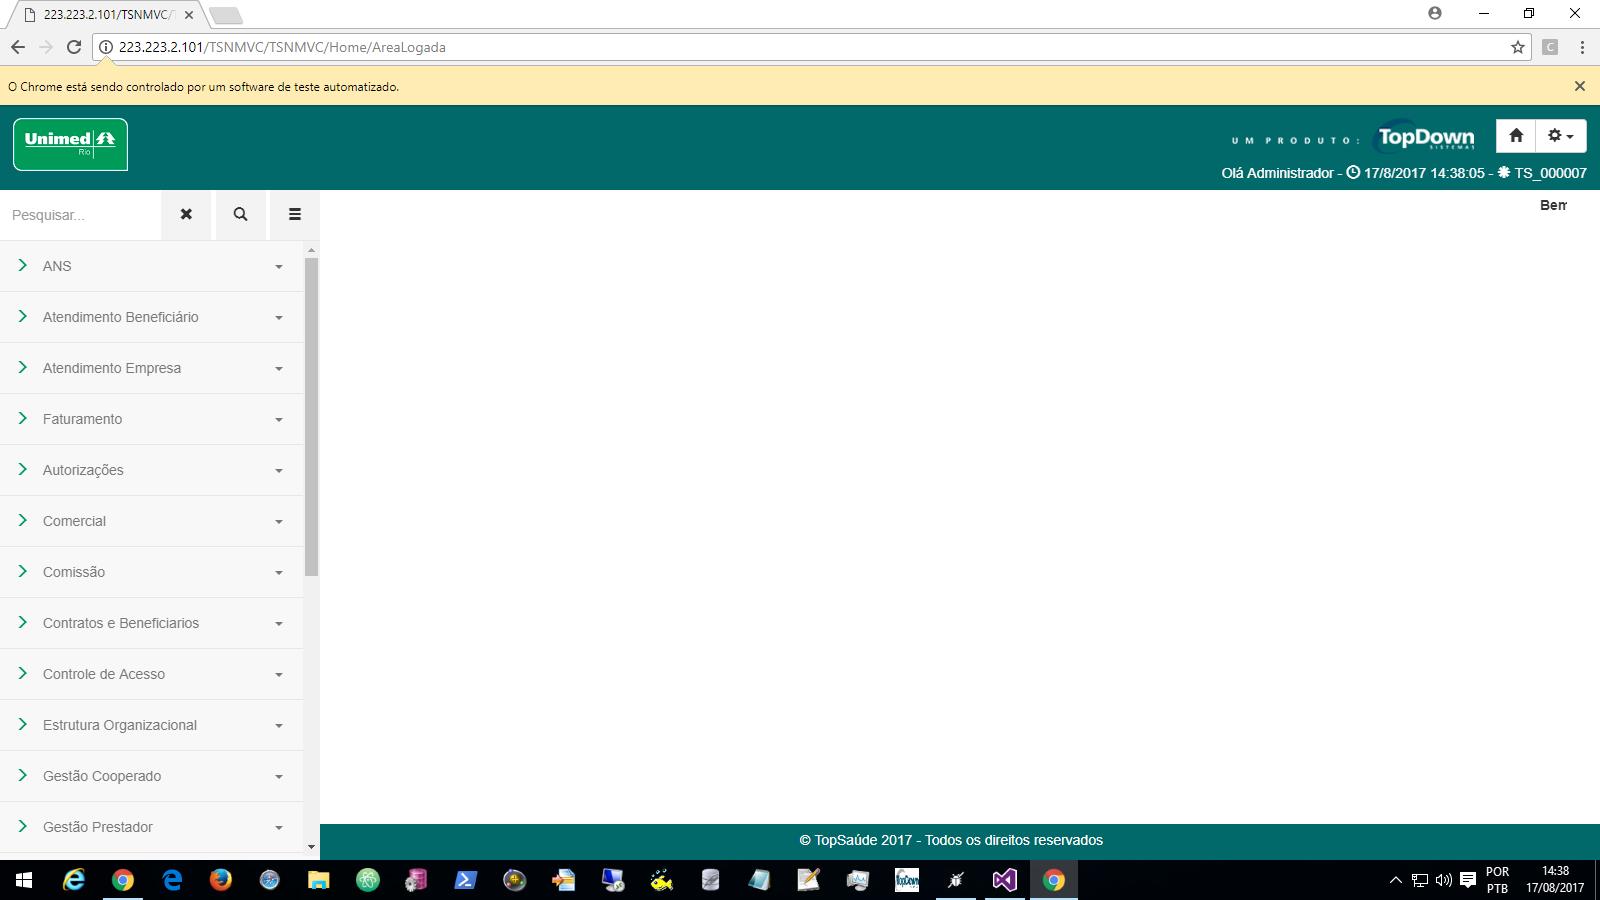 223.223.2.101/TSNMVC/T
223.223.2.101/TSNMVC/TSNMVC/Home/AreaLogada
C
O Chrome está sendo controlado por um software de teste automatizado.
Unimed
Rio
UM PRODUTO: TopDown
SISTEMAS
Olá Administrador - 17/8/2017 14:38:05 - TS_000007
Pesquisar...
Bem
ANS
Atendimento Beneficiário
Atendimento Empresa
Faturamento
Autorizações
Comercial
Comissão
Contratos e Beneficiarios
Controle de Acesso
Estrutura Organizacional
Gestão Cooperado
Gestão Prestador
© TopSaúde 2017 - Todos os direitos reservados
TopDown
POR
PTB
14:38
17/08/2017